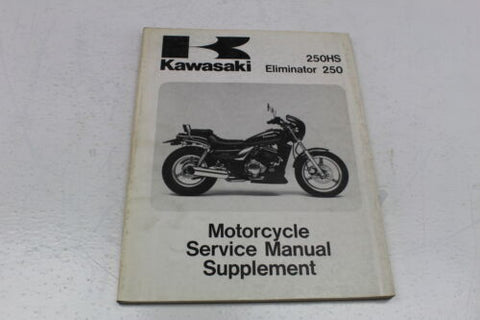 Kawasaki
250HS
Eliminator 250
Motorcycle
Service Manual
Supplement